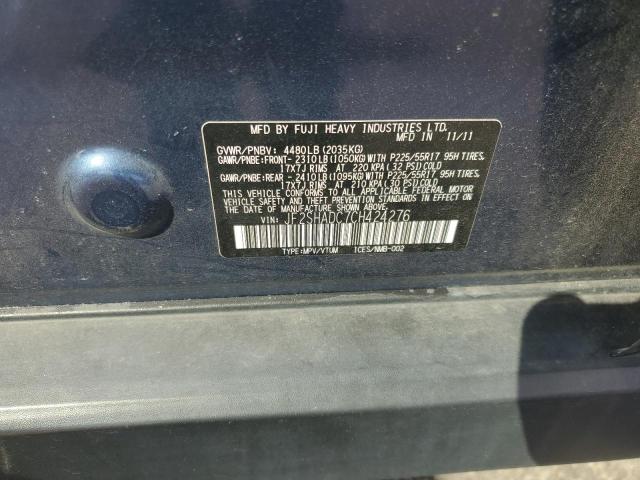 MFD BY FUJI HEAVY INDUSTRIES LTD.
MFD IN 11/11
GVWR/PNBV: 4480LB (2035KG)
GAWR/PNBE:FRONT- 2310LB (1050KG) WITH P225/55R17 95H TIRES,
17X7J RIMS AT 220 KPA (32 PSI) COLD
GAWR/PNBE:REAR - 2410LB (1095KG) WITH P225/55R17 95H TIRES,
17X7J RIMS AT 210 KPA (30 PSI) COLD
THIS VEHICLE CONFORMS TO ALL APPLICABLE FEDERAL MOTOR
VEHICLE SAFETY, BUMPER, AND THEFT PREVENTION STANDARDS
IN EFFECT ON THE DATE OF MANUFACTURE SHOWN ABOVE.
VIN: JF2SHADC7CH424276
TYPE:MPV/VTUM ICES/NMB-002